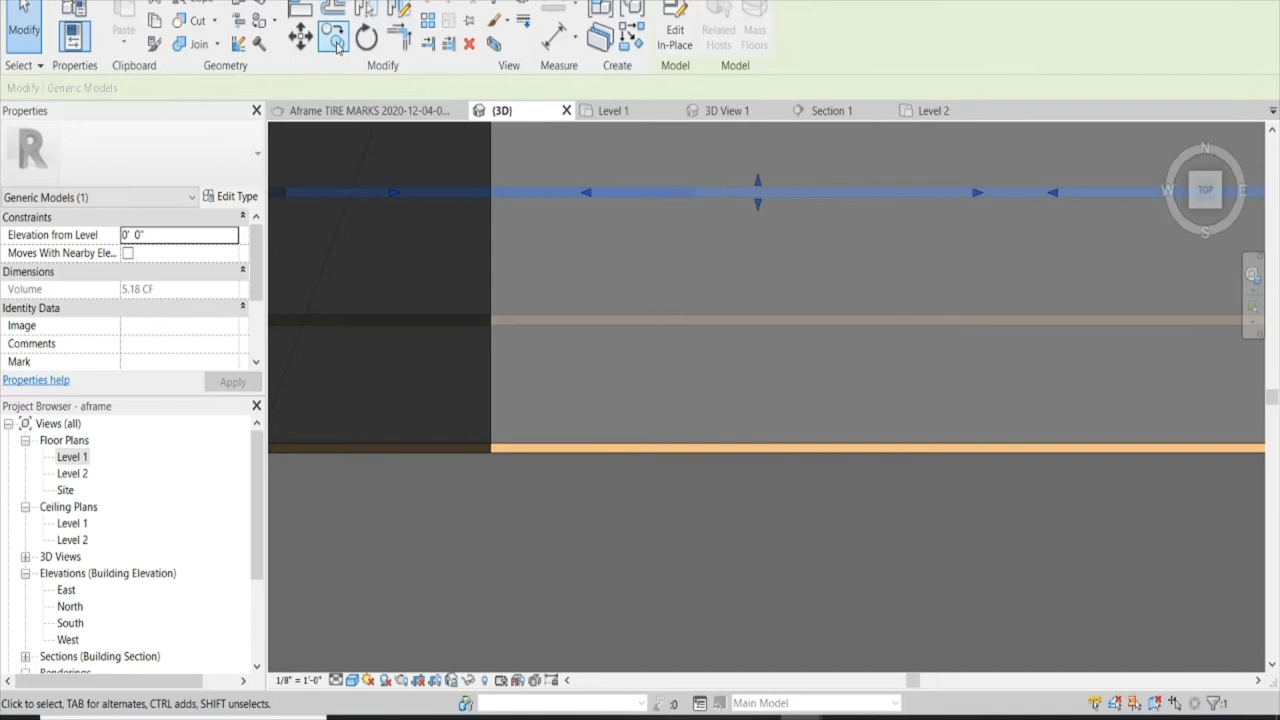 Modify
Paste
Cut
Join
Edit
In-Place
Related
Hosts
Mass
Floors
Select
Properties
Clipboard
Geometry
Modify
View
Measure
Create
Model
Model
Modify | Generic Models
Properties
Aframe TIRE MARKS 2020-12-04-0...
{3D}
Level 1
3D View 1
Section 1
Level 2
R
Generic Models (1)
Edit Type
Constraints
Elevation from Level
0' 0"
Moves With Nearby Ele...
Dimensions
Volume
5.18 CF
Identity Data
Image
Comments
Mark
Properties help
Apply
Project Browser - aframe
Views (all)
Floor Plans
Level 1
Level 2
Site
Ceiling Plans
Level 1
Level 2
3D Views
Elevations (Building Elevation)
East
North
South
West
Sections (Building Section)
N
W
TOP
E
S
1/8" = 1'-0"
Click to select, TAB for alternates, CTRL adds, SHIFT unselects.
:0
Main Model
:1